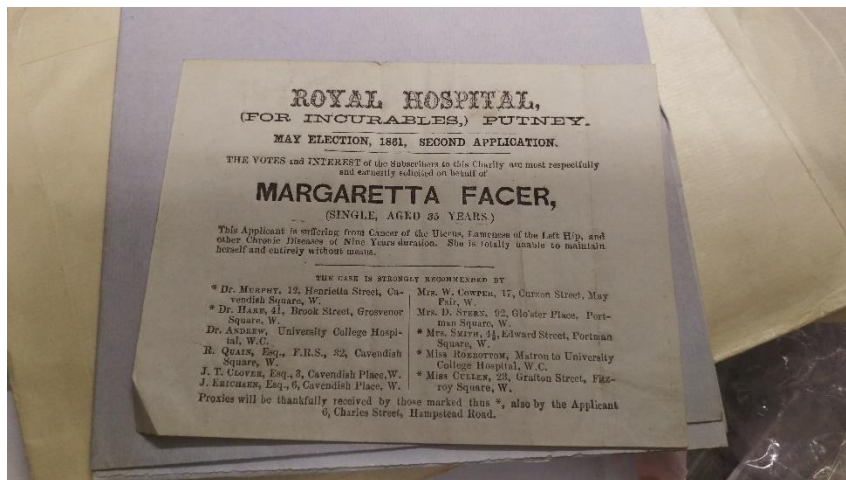 ROYAL HOSPITAL,
(FOR INCURABLES,) PUTNEY.
MAY ELECTION, 1861, SECOND APPLICATION.
THE VOTES and INTEREST of the Subscribers to this Charity are most respectfully
and earnestly solicited on behalf of
MARGARETTA FACER,
(SINGLE, AGED 35 YEARS.)
This Applicant is suffering from Cancer of the Uterus, Lameness of the Left Hip, and
other Chronic Diseases of Nine Years duration. She is totally unable to maintain
herself and entirely without means.
THE CASE IS STRONGLY RECOMMENDED BY
* Dr. MURPHY, 12, Henrietta Street, Ca-
vendish Square, W.
* Dr. HARE, 41, Brook Street, Grosvenor
Square, W.
Dr. ANDREW, University College Hospi-
tal, W.C.
R. QUAIN, Esq., F.R.S., 32, Cavendish
Square, W.
J. T. CLOVER, Esq., 3, Cavendish Place, W.
J. ERICHSEN, Esq., 6, Cavendish Place, W.
Mrs. W. COWPER, 17, Curzon Street, May
Fair, W.
Mrs. D. STERN, 92, Glo'ster Place, Port-
man Square, W.
* Mrs. SMITH, 4½, Edward Street, Portman
Square, W.
* Miss ROEBOTTOM, Matron to University
College Hospital, W.C.
* Miss CULLEN, 23, Grafton Street, Fitz-
roy Square, W.
Proxies will be thankfully received by those marked thus *, also by the Applicant
6, Charles Street, Hampstead Road.